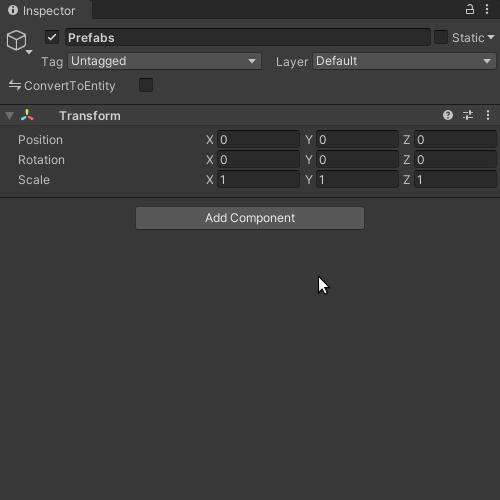 Inspector
Prefabs Static
Tag Untagged Layer Default
ConvertToEntity
Transform
Position X 0 Y 0 Z 0
Rotation X 0 Y 0 Z 0
Scale X 1 Y 1 Z 1
Add Component